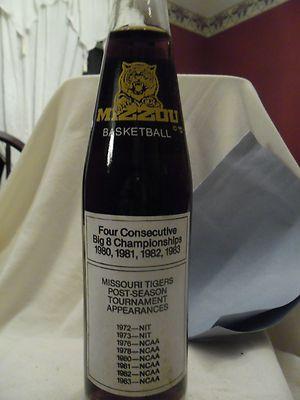 MIZZOU
BASKETBALL
Four Consecutive
Big 8 Championships
1980, 1981, 1982, 1983
MISSOURI TIGERS
POST-SEASON
TOURNAMENT
APPEARANCES
1972—NIT
1973—NIT
1976—NCAA
1978—NCAA
1980—NCAA
1981—NCAA
1982—NCAA
1983—NCAA